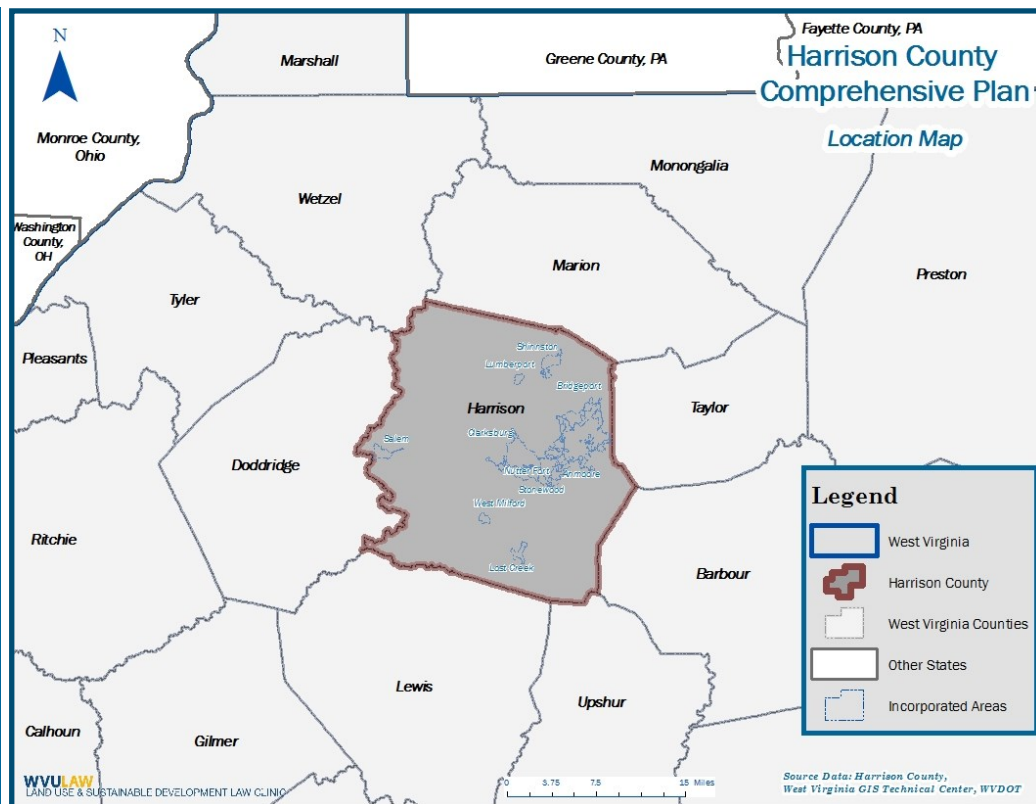 N
Marshall
Greene County, PA
Fayette County, PA
Harrison County
Comprehensive Plan
Location Map
Monroe County,
Ohio
Monongalia
Wetzel
Washington
County,
OH
Marion
Preston
Tyler
Pleasants
Shinnston
Lumberport
Bridgeport
Harrison
Taylor
Clarksburg
Salem
Doddridge
Nutter Fort
Anmoore
Stonewood
West Milford
Ritchie
Lost Creek
Barbour
Legend
West Virginia
Harrison County
West Virginia Counties
Other States
Incorporated Areas
Lewis
Upshur
Calhoun
Gilmer
WVULAW
LAND USE & SUSTAINABLE DEVELOPMENT LAW CLINIC
0 3.75 7.5 15 Miles
Source Data: Harrison County,
West Virginia GIS Technical Center, WVDOT